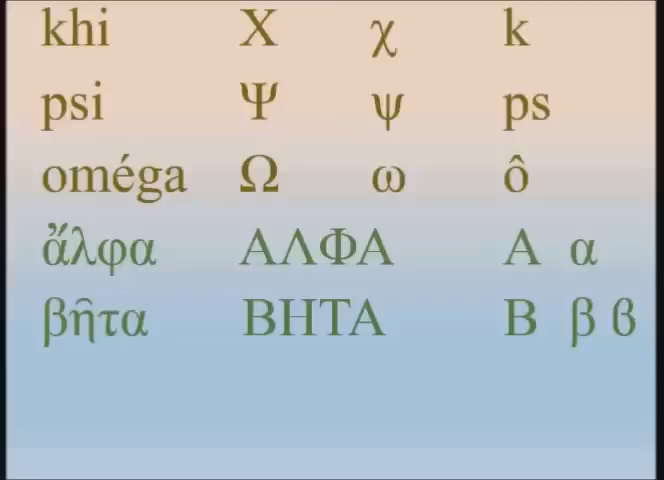 khi Χ χ k
psi Ψ ψ ps
oméga Ω ω ô
ἄλφα ΑΛΦΑ Α α
βῆτα ΒΗΤΑ Β β ϐ